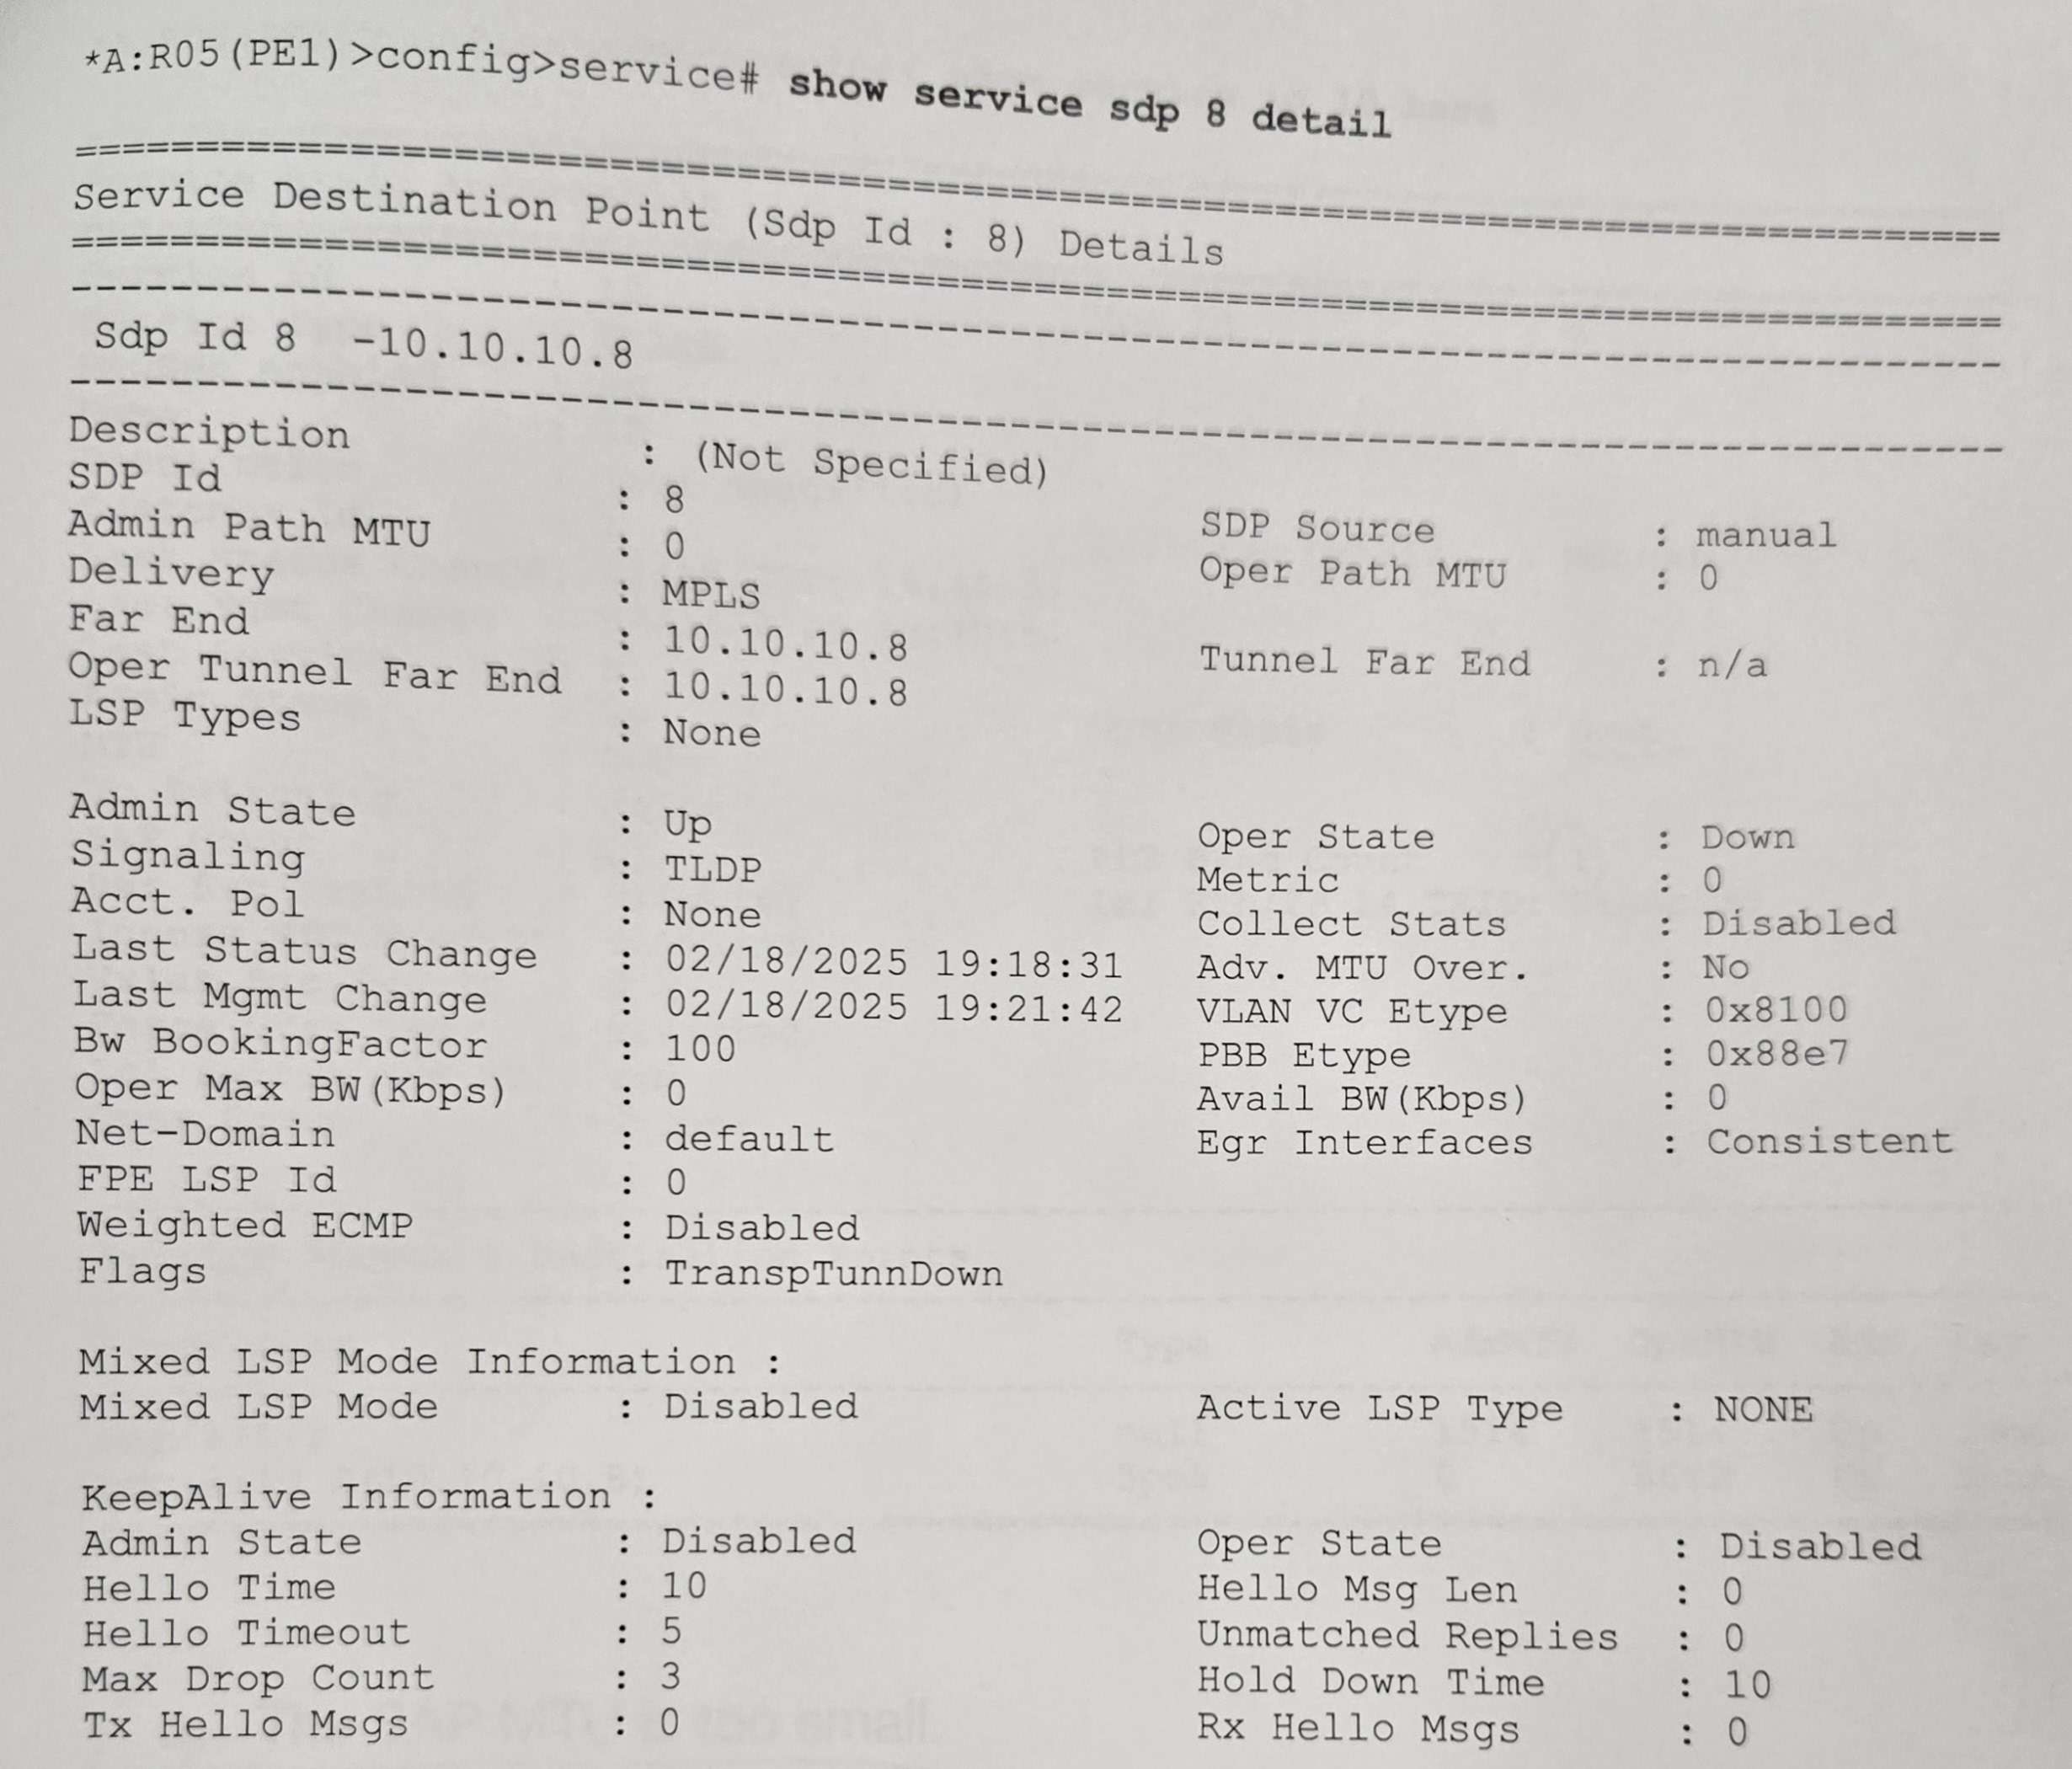 *A:R05(PE1)>config>service# show service sdp 8 detail
===============================================================================
Service Destination Point (Sdp Id : 8) Details
===============================================================================
-------------------------------------------------------------------------------
Sdp Id 8 -10.10.10.8
-------------------------------------------------------------------------------
Description : (Not Specified)
SDP Id : 8 SDP Source : manual
Admin Path MTU : 0 Oper Path MTU : 0
Delivery : MPLS
Far End : 10.10.10.8 Tunnel Far End : n/a
Oper Tunnel Far End : 10.10.10.8
LSP Types : None
Admin State : Up Oper State : Down
Signaling : TLDP Metric : 0
Acct. Pol : None Collect Stats : Disabled
Last Status Change : 02/18/2025 19:18:31 Adv. MTU Over. : No
Last Mgmt Change : 02/18/2025 19:21:42 VLAN VC Etype : 0x8100
Bw BookingFactor : 100 PBB Etype : 0x88e7
Oper Max BW(Kbps) : 0 Avail BW(Kbps) : 0
Net-Domain : default Egr Interfaces : Consistent
FPE LSP Id : 0
Weighted ECMP : Disabled
Flags : TranspTunnDown
Mixed LSP Mode Information :
Mixed LSP Mode : Disabled Active LSP Type : NONE
KeepAlive Information :
Admin State : Disabled Oper State : Disabled
Hello Time : 10 Hello Msg Len : 0
Hello Timeout : 5 Unmatched Replies : 0
Max Drop Count : 3 Hold Down Time : 10
Tx Hello Msgs : 0 Rx Hello Msgs : 0